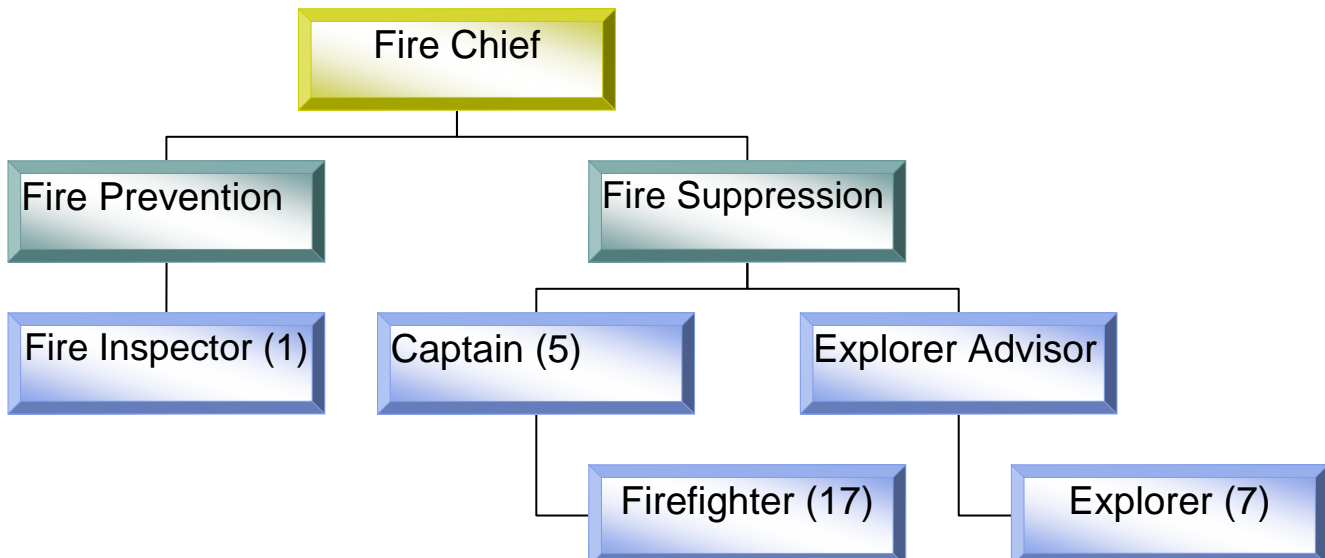 Fire Chief
Fire Prevention
Fire Suppression
Fire Inspector (1)
Captain (5)
Explorer Advisor
Firefighter (17)
Explorer (7)